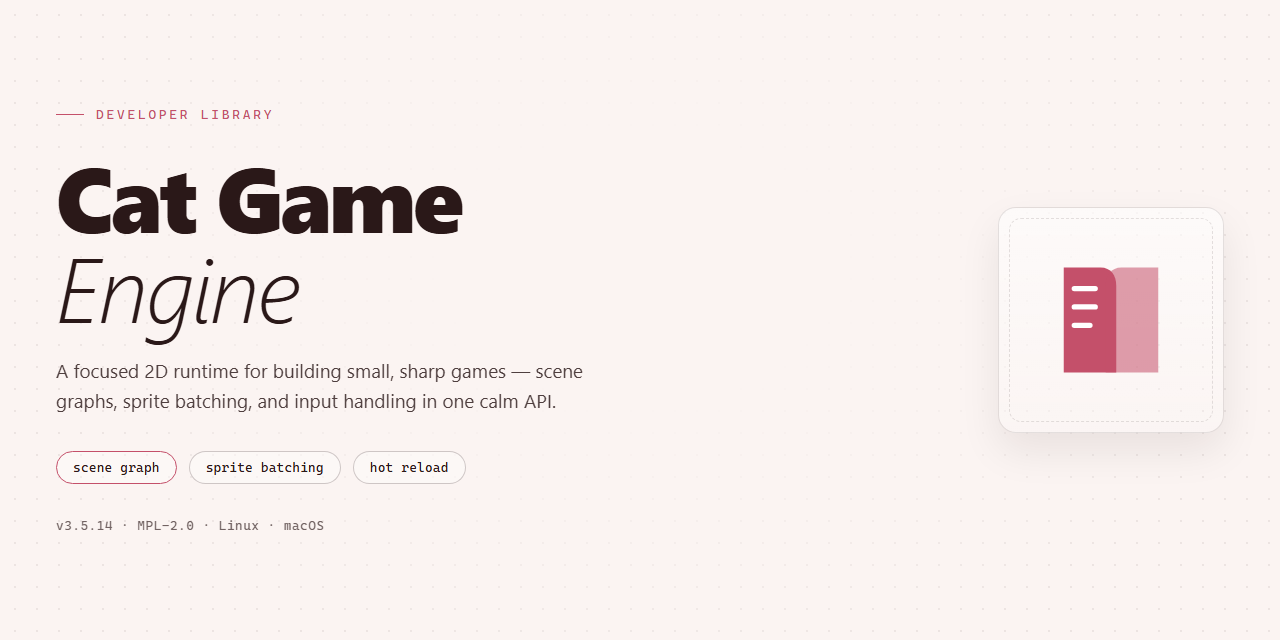 DEVELOPER LIBRARY
Cat Game
Engine
A focused 2D runtime for building small, sharp games — scene
graphs, sprite batching, and input handling in one calm API.
scene graph sprite batching hot reload
v3.5.14 · MPL-2.0 · Linux · macOS